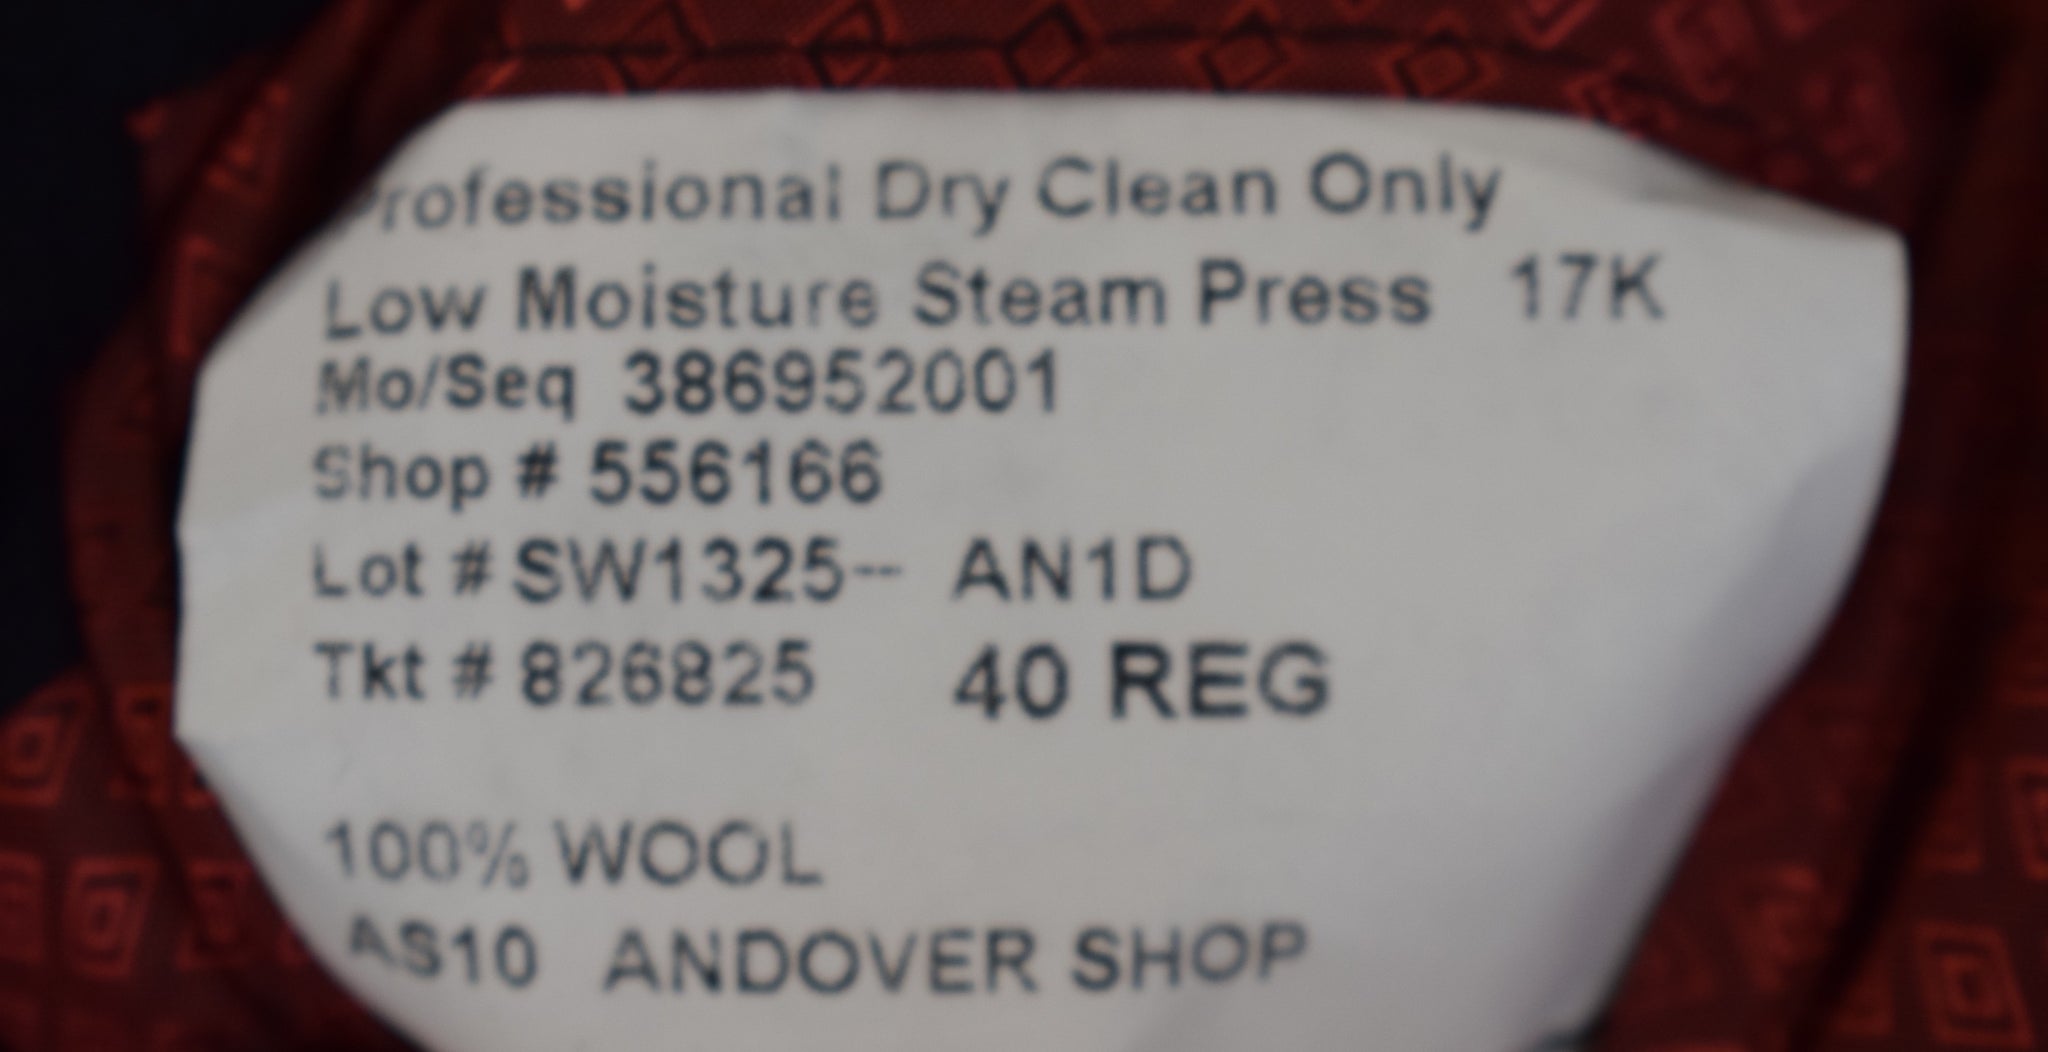 Professional Dry Clean Only
Low Moisture Steam Press 17K
Mo/Seq 386952001
Shop # 556166
Lot # SW1325-- AN1D
Tkt # 826825 40 REG
100% WOOL
AS10 ANDOVER SHOP